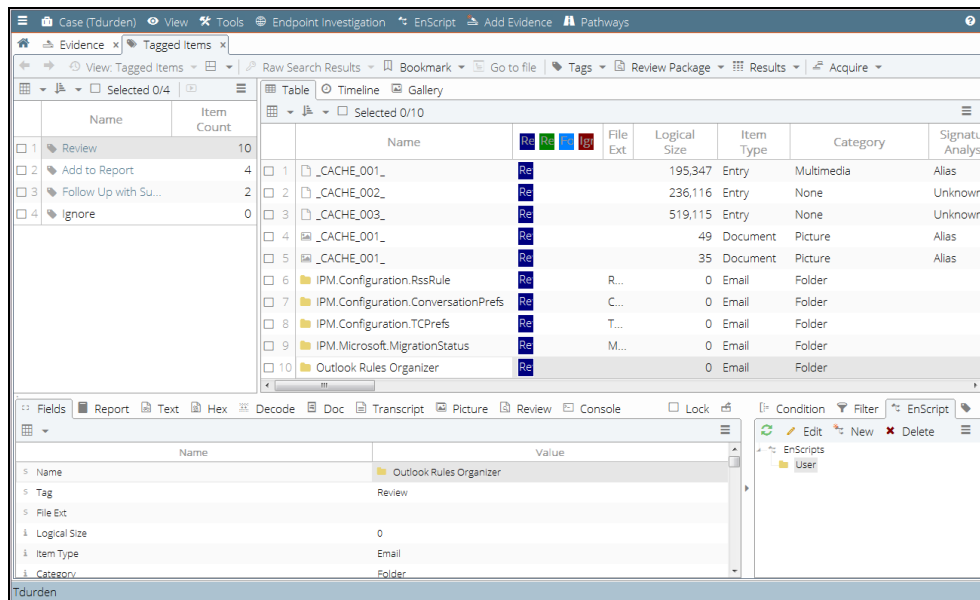 Case (Tdurden) View Tools Endpoint Investigation EnScript Add Evidence Pathways
Evidence x Tagged Items x
View: Tagged Items Raw Search Results Bookmark Go to file Tags Review Package Results Acquire
Selected 0/4
Name Item Count
1 Review 10
2 Add to Report 4
3 Follow Up with Su... 2
4 Ignore 0
Table Timeline Gallery
Selected 0/10
Name Re Re Fo Igr File Ext Logical Size Item Type Category Signatu Analys
1 _CACHE_001_ Re 195,347 Entry Multimedia Alias
2 _CACHE_002_ Re 236,116 Entry None Unknown
3 _CACHE_003_ Re 519,115 Entry None Unknown
4 _CACHE_001_ Re 49 Document Picture Alias
5 _CACHE_001_ Re 35 Document Picture Alias
6 IPM.Configuration.RssRule Re R... 0 Email Folder
7 IPM.Configuration.ConversationPrefs Re C... 0 Email Folder
8 IPM.Configuration.TCPrefs Re T... 0 Email Folder
9 IPM.Microsoft.MigrationStatus Re M... 0 Email Folder
10 Outlook Rules Organizer Re 0 Email Folder
Fields Report Text Hex Decode Doc Transcript Picture Review Console Lock
Name Value
S Name Outlook Rules Organizer
S Tag Review
S File Ext
i Logical Size 0
i Item Type Email
i Category Folder
Condition Filter EnScript
Edit New Delete
EnScripts
User
Tdurden